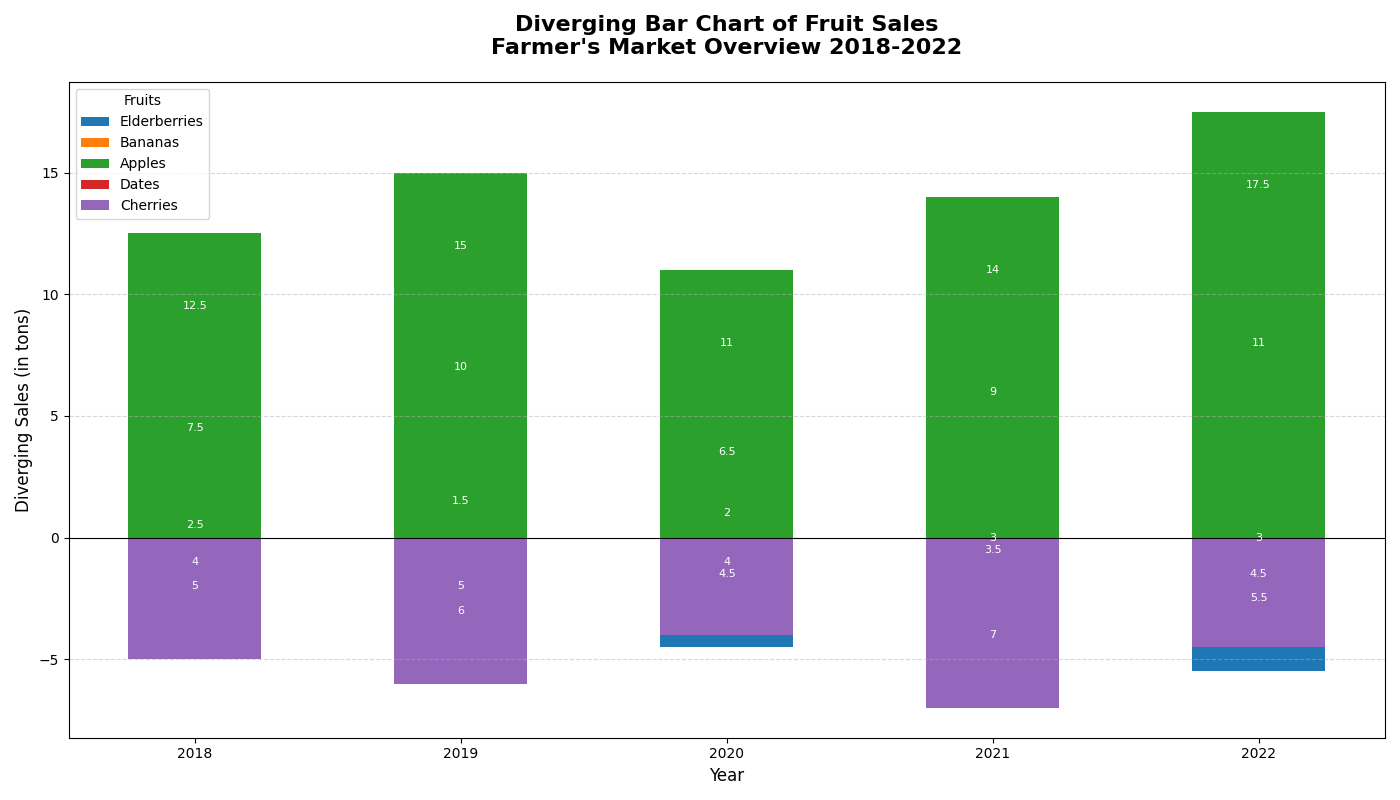 Diverging Bar Chart of Fruit Sales
Farmer's Market Overview 2018-2022
Fruits
Elderberries
Bananas
Apples
Dates
Cherries
Diverging Sales (in tons)
15
10
5
0
−5
12.5
7.5
2.5
4
5
15
10
1.5
5
6
11
6.5
2
4
4.5
14
9
3
3.5
7
17.5
11
3
4.5
5.5
2018 2019 2020 2021 2022
Year